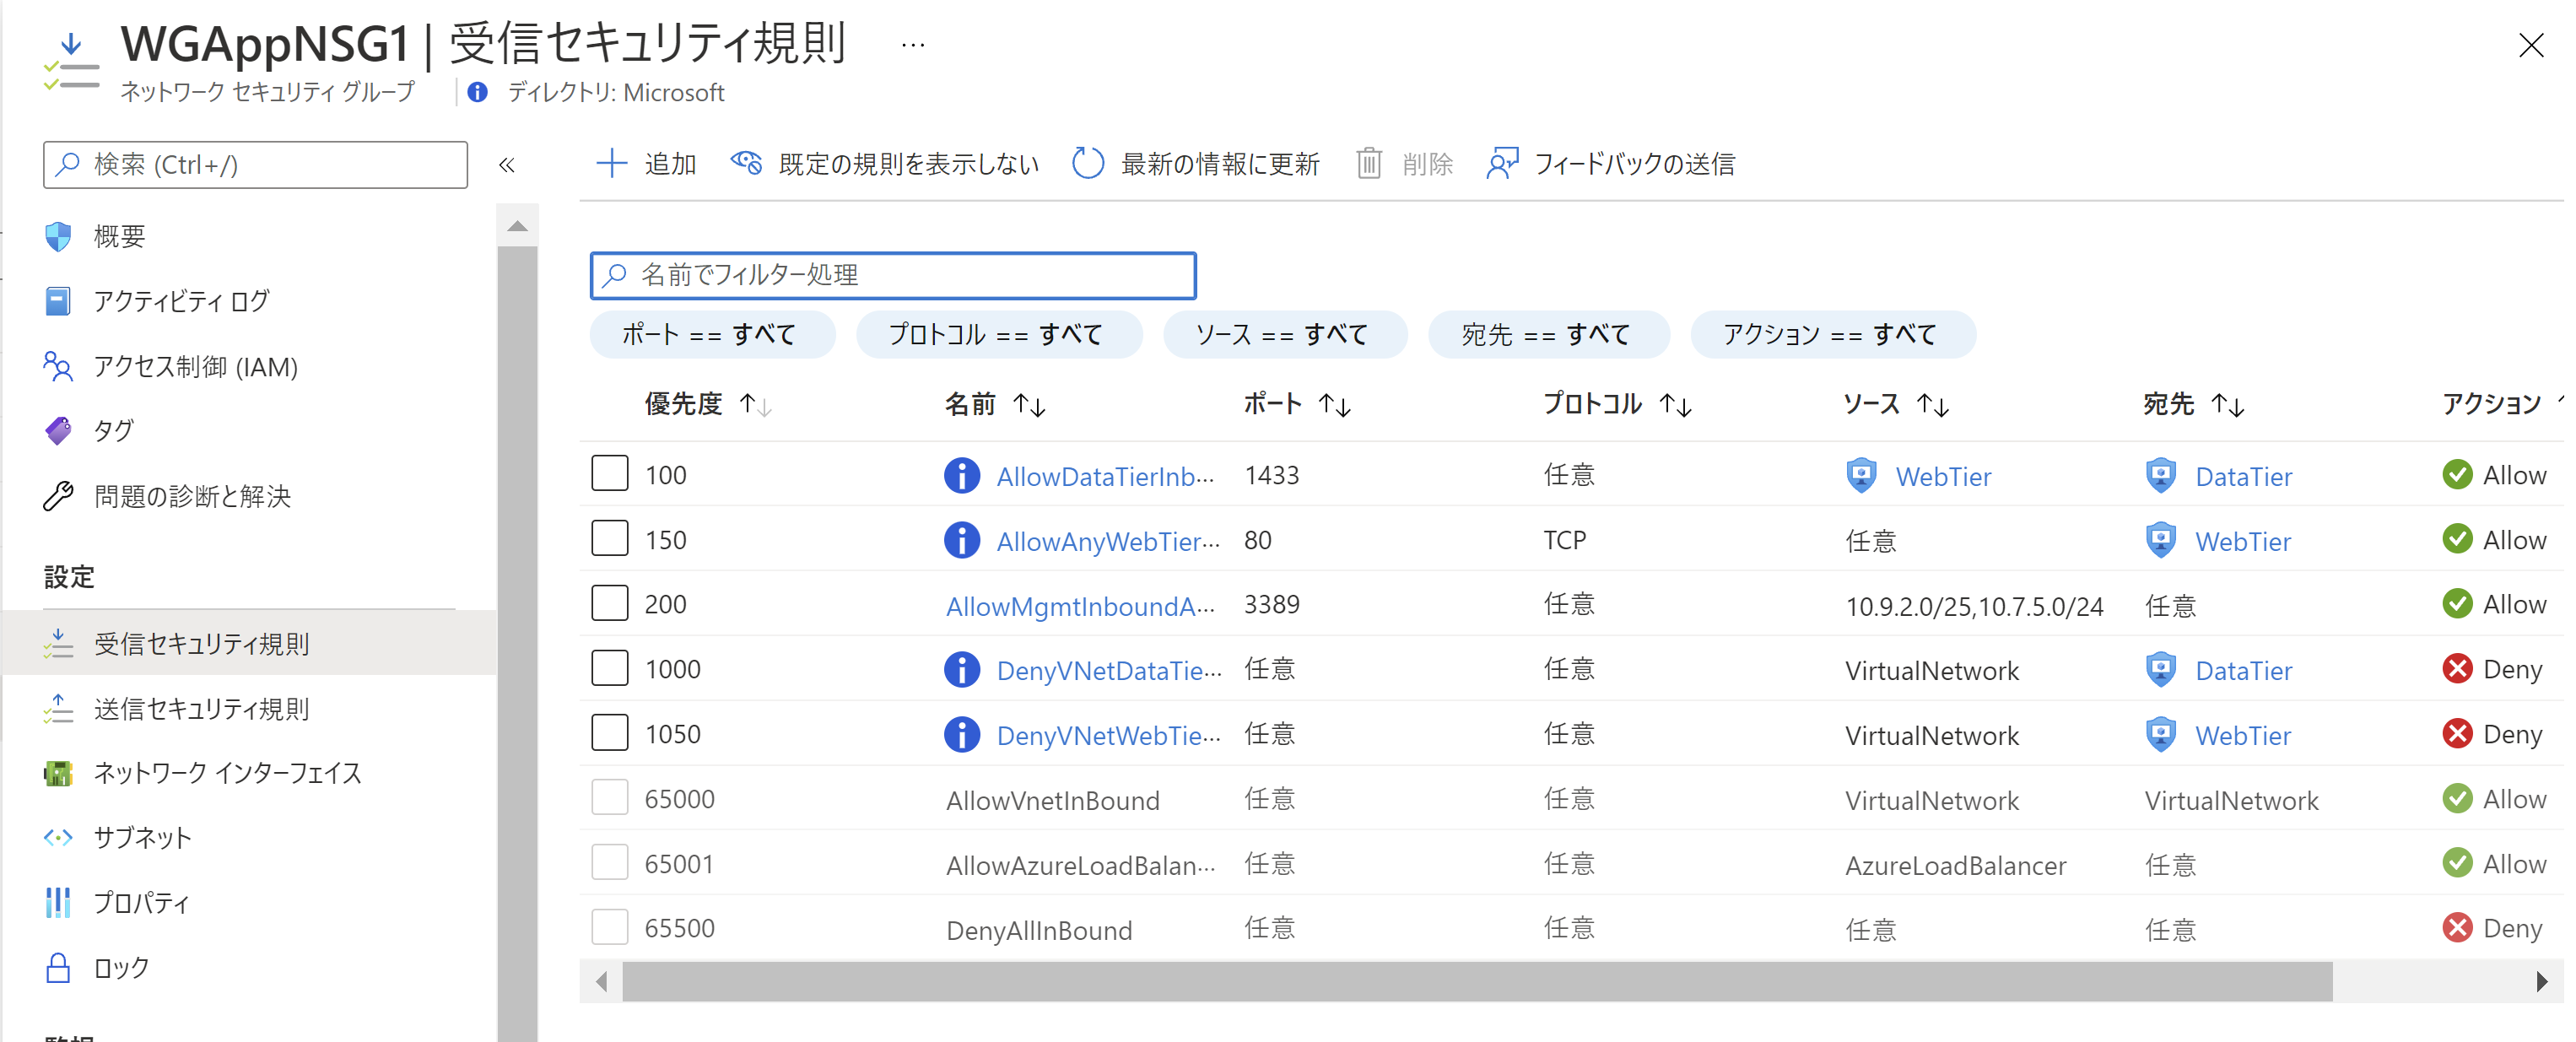 WGAppNSG1 | 受信セキュリティ規則 …
ネットワーク セキュリティ グループ ディレクトリ: Microsoft
検索 (Ctrl+/)
概要
アクティビティ ログ
アクセス制御 (IAM)
タグ
問題の診断と解決
設定
受信セキュリティ規則
送信セキュリティ規則
ネットワーク インターフェイス
サブネット
プロパティ
ロック
追加 既定の規則を表示しない 最新の情報に更新 削除 フィードバックの送信
名前でフィルター処理
ポート == すべて プロトコル == すべて ソース == すべて 宛先 == すべて アクション == すべて
優先度 ↑↓ 名前 ↑↓ ポート ↑↓ プロトコル ↑↓ ソース ↑↓ 宛先 ↑↓ アクション
100 AllowDataTierInb… 1433 任意 WebTier DataTier Allow
150 AllowAnyWebTier… 80 TCP 任意 WebTier Allow
200 AllowMgmtInboundA… 3389 任意 10.9.2.0/25,10.7.5.0/24 任意 Allow
1000 DenyVNetDataTie… 任意 任意 VirtualNetwork DataTier Deny
1050 DenyVNetWebTie… 任意 任意 VirtualNetwork WebTier Deny
65000 AllowVnetInBound 任意 任意 VirtualNetwork VirtualNetwork Allow
65001 AllowAzureLoadBalan… 任意 任意 AzureLoadBalancer 任意 Allow
65500 DenyAllInBound 任意 任意 任意 任意 Deny